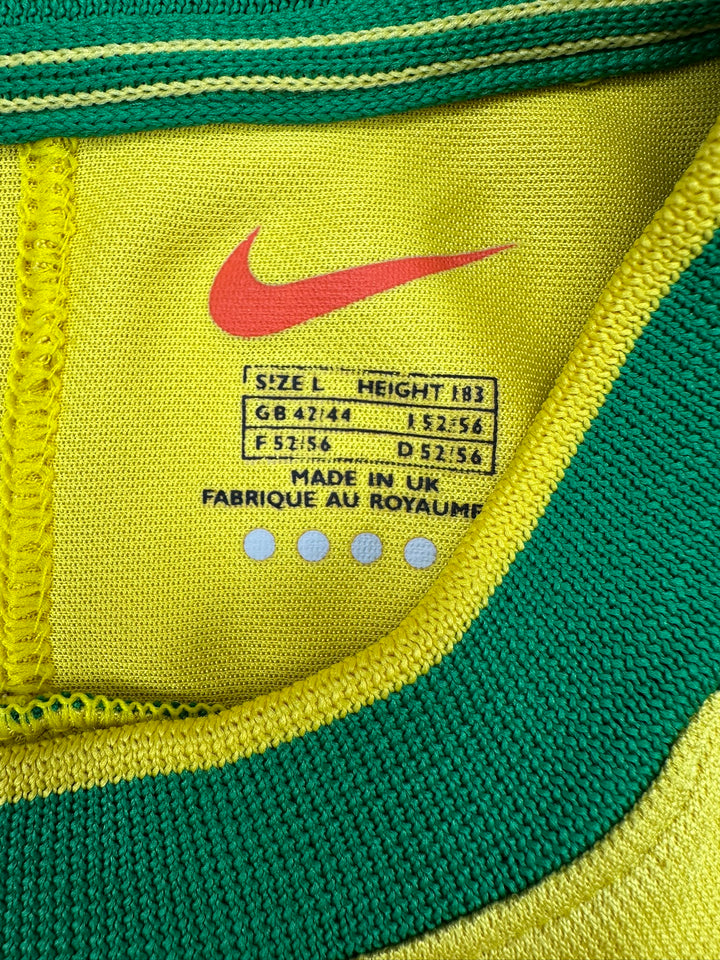 SIZE L HEIGHT 183
GB 42/44 I 52/56
F 52/56 D 52/56
MADE IN UK
FABRIQUE AU ROYAUME